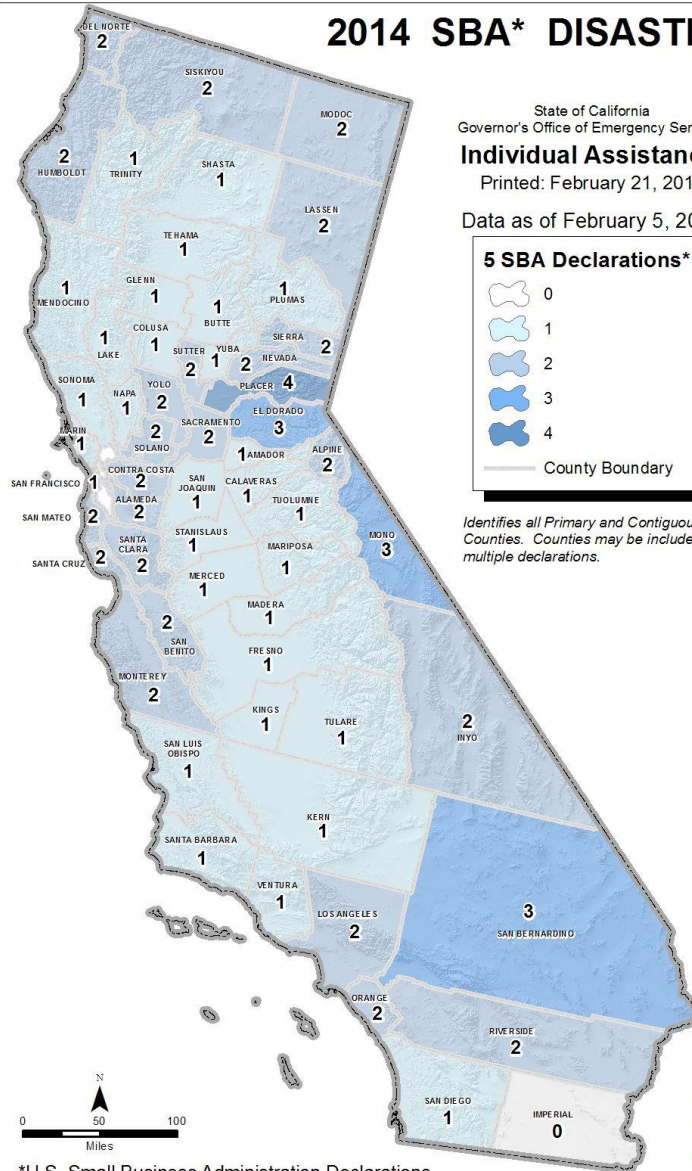 2014 SBA* DISAST
State of California
Governor's Office of Emergency Ser
Individual Assistan
Printed: February 21, 201
Data as of February 5, 20
5 SBA Declarations*
0
1
2
3
4
County Boundary
Identifies all Primary and Contiguou
Counties. Counties may be include
multiple declarations.
DEL NORTE
2
SISKIYOU
2
MODOC
2
2
HUMBOLDT
1
TRINITY
SHASTA
1
LASSEN
2
TEHAMA
1
1
MENDOCINO
GLENN
1
1
BUTTE
1
PLUMAS
COLUSA
1
1
LAKE
SUTTER
2
YUBA
1
SIERRA
2
NEVADA
2
PLACER 4
SONOMA
1
NAPA
1
YOLO
2
EL DORADO
3
SACRAMENTO
2
MARIN
1
2
SOLANO
1 AMADOR
ALPINE
2
CONTRA COSTA
2
SAN FRANCISCO 1
ALAMEDA
2
SAN
JOAQUIN
1
CALAVERAS
1
TUOLUMNE
1
SAN MATEO 2
STANISLAUS
1
MONO
3
SANTA
CLARA
2
SANTA CRUZ 2
MARIPOSA
1
MERCED
1
MADERA
1
2
SAN
BENITO
FRESNO
1
MONTEREY
2
KINGS
1
TULARE
1
2
INYO
SAN LUIS
OBISPO
1
KERN
1
SANTA BARBARA
1
VENTURA
1
LOS ANGELES
2
3
SAN BERNARDINO
ORANGE
2
RIVERSIDE
2
SAN DIEGO
1
IMPERIAL
0
N
0 50 100
Miles
*U.S. Small Business Administration Declarations